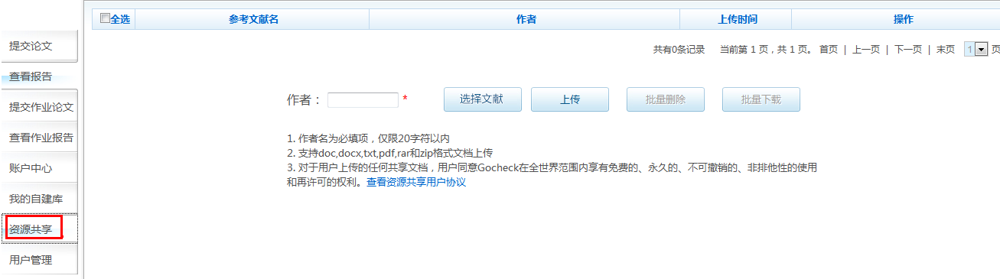 全选 参考文献名 作者 上传时间 操作
共有0条记录 当前第 1 页，共 1 页。 首页 | 上一页 | 下一页 | 末页 1 页
提交论文
查看报告
提交作业论文
查看作业报告
账户中心
我的自建库
资源共享
用户管理
作者： * 选择文献 上传 批量删除 批量下载
1. 作者名为必填项，仅限20字符以内
2. 支持doc,docx,txt,pdf,rar和zip格式文档上传
3. 对于用户上传的任何共享文档，用户同意Gocheck在全世界范围内享有免费的、永久的、不可撤销的、非排他性的使用
和再许可的权利。查看资源共享用户协议